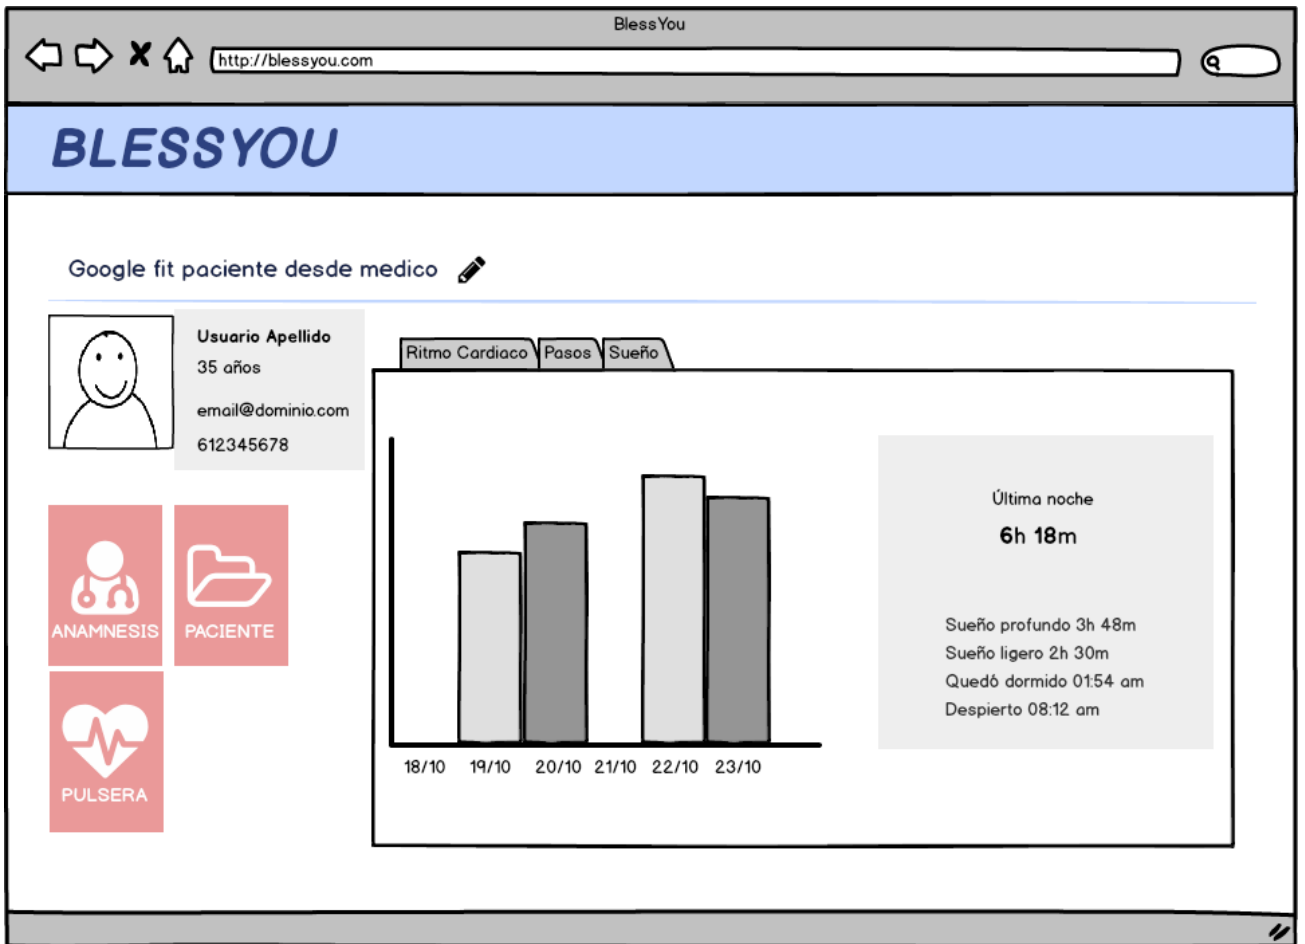 BlessYou
http://blessyou.com
BLESSYOU
Google fit paciente desde medico
Usuario Apellido
35 años
email@dominio.com
612345678
ANAMNESIS
PACIENTE
PULSERA
Ritmo Cardiaco Pasos Sueño
18/10 19/10 20/10 21/10 22/10 23/10
Última noche
6h 18m
Sueño profundo 3h 48m
Sueño ligero 2h 30m
Quedó dormido 01:54 am
Despierto 08:12 am